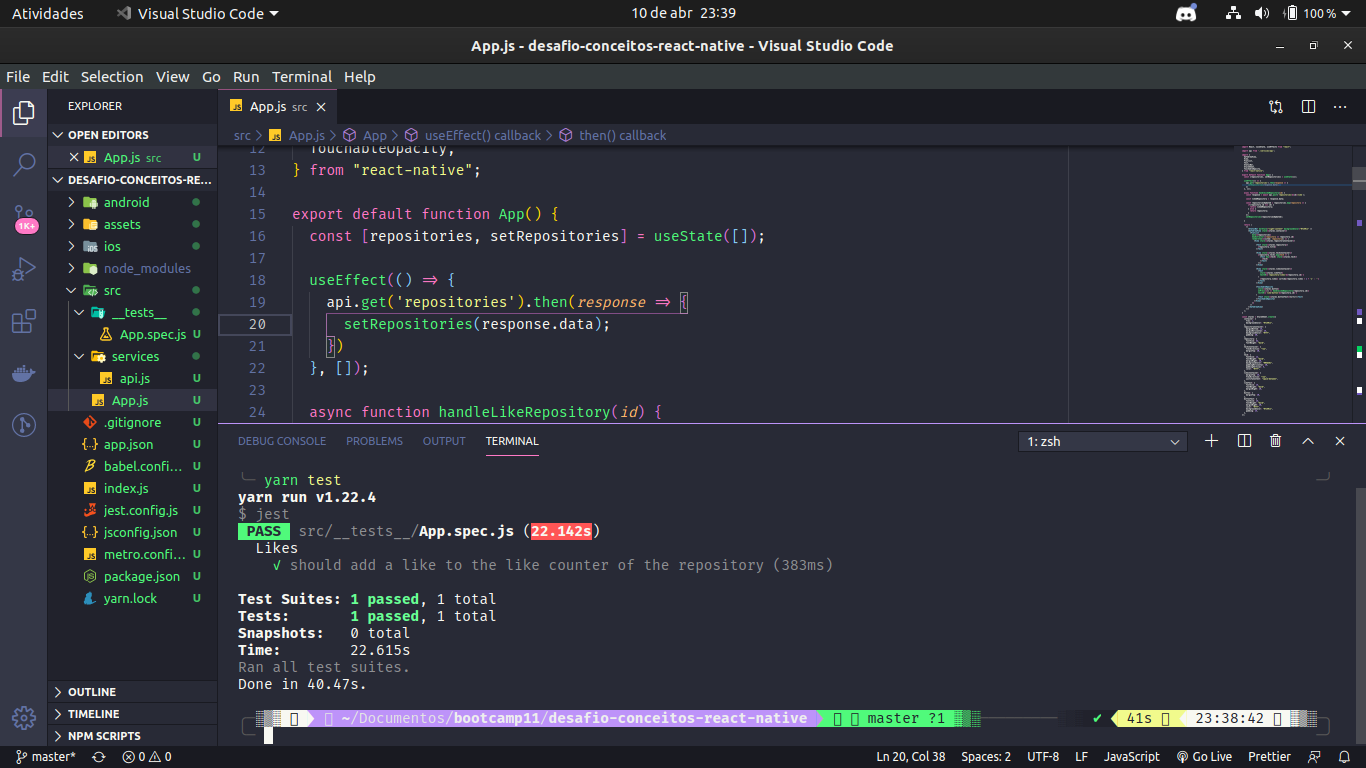 Atividades
Visual Studio Code
10 de abr 23:39
100 %
App.js - desafio-conceitos-react-native - Visual Studio Code
File Edit Selection View Go Run Terminal Help
EXPLORER
OPEN EDITORS
App.js src U
DESAFIO-CONCEITOS-RE...
android
assets
ios
node_modules
src
__tests__
App.spec.js U
services
api.js U
App.js U
.gitignore U
app.json U
babel.confi... U
index.js U
jest.config.js U
jsconfig.json U
metro.confi... U
package.json U
yarn.lock U
OUTLINE
TIMELINE
NPM SCRIPTS
1K+
App.js src
src > App.js > App > useEffect() callback > then() callback
12 TouchableOpacity,
13 } from "react-native";
14
15 export default function App() {
16 const [repositories, setRepositories] = useState([]);
17
18 useEffect(() => {
19 api.get('repositories').then(response => {
20 setRepositories(response.data);
21 })
22 }, []);
23
24 async function handleLikeRepository(id) {
DEBUG CONSOLE PROBLEMS OUTPUT TERMINAL
1: zsh
yarn test
yarn run v1.22.4
$ jest
PASS src/__tests__/App.spec.js (22.142s)
Likes
√ should add a like to the like counter of the repository (383ms)
Test Suites: 1 passed, 1 total
Tests: 1 passed, 1 total
Snapshots: 0 total
Time: 22.615s
Ran all test suites.
Done in 40.47s.
~/Documentos/bootcamp11/desafio-conceitos-react-native master ?1 ✔ 41s 23:38:42
master* 0 0 Ln 20, Col 38 Spaces: 2 UTF-8 LF JavaScript Go Live Prettier